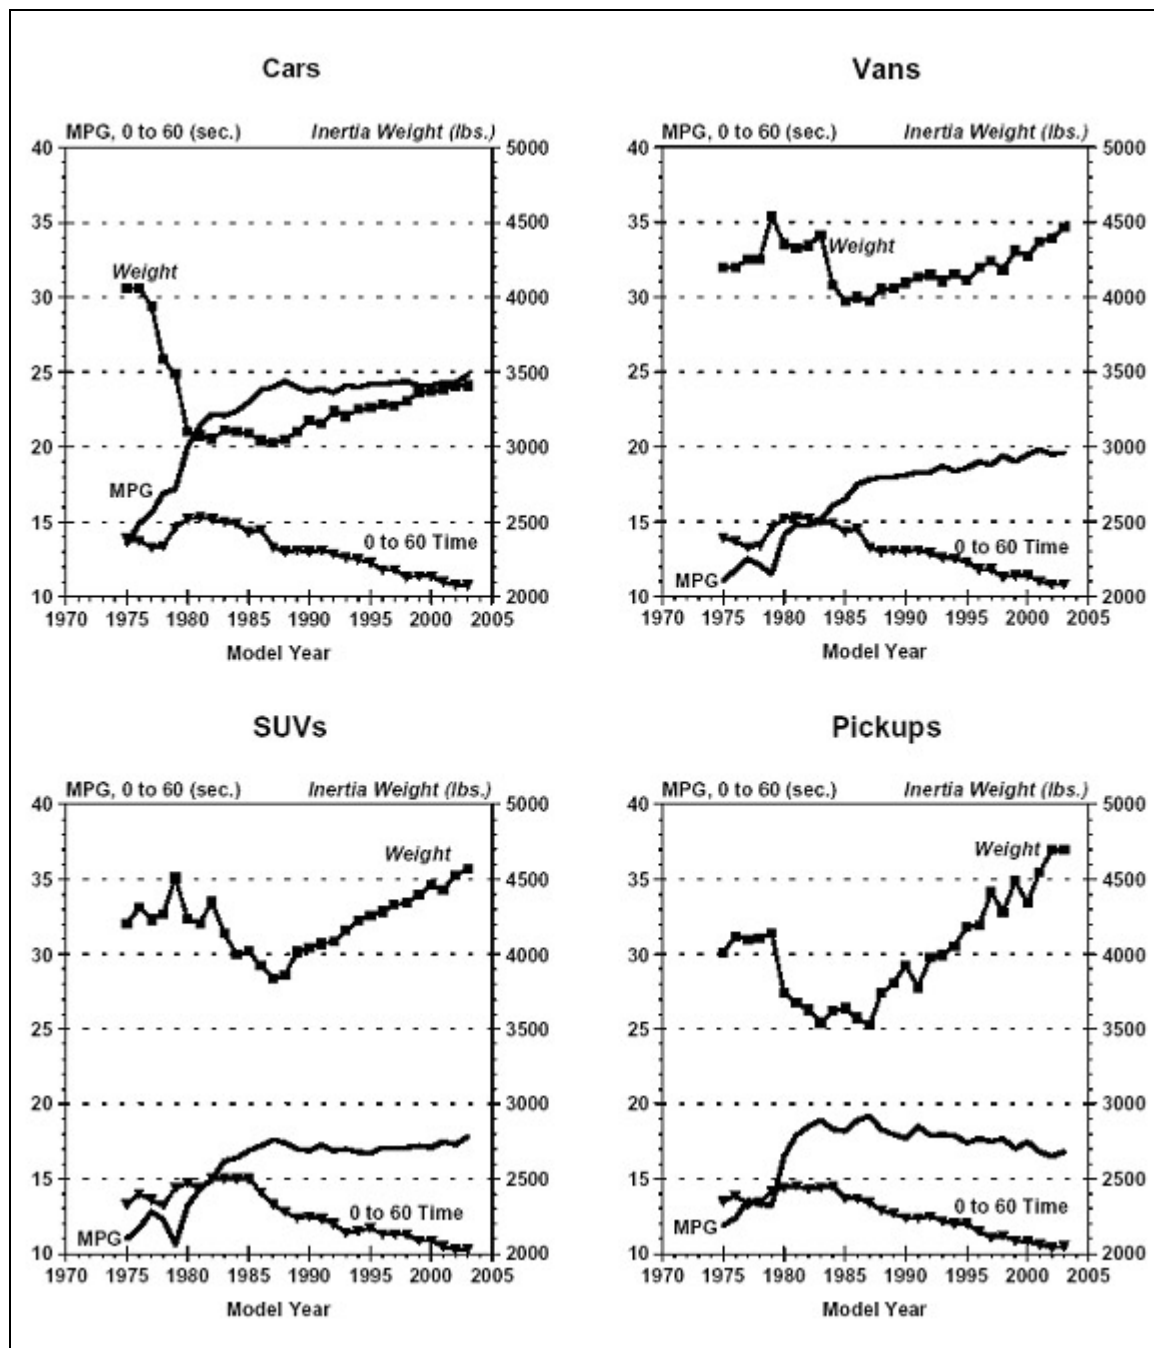 Cars
MPG, 0 to 60 (sec.) Inertia Weight (lbs.)
40 5000
35 4500
Weight
30 4000
25 3500
20 3000
MPG
15 2500
0 to 60 Time
10 2000
1970 1975 1980 1985 1990 1995 2000 2005
Model Year
Vans
MPG, 0 to 60 (sec.) Inertia Weight (lbs.)
40 5000
35 4500
Weight
30 4000
25 3500
20 3000
15 2500
0 to 60 Time
MPG
10 2000
1970 1975 1980 1985 1990 1995 2000 2005
Model Year
SUVs
MPG, 0 to 60 (sec.) Inertia Weight (lbs.)
40 5000
Weight
35 4500
30 4000
25 3500
20 3000
15 2500
0 to 60 Time
MPG
10 2000
1970 1975 1980 1985 1990 1995 2000 2005
Model Year
Pickups
MPG, 0 to 60 (sec.) Inertia Weight (lbs.)
40 5000
Weight
35 4500
30 4000
25 3500
20 3000
15 2500
0 to 60 Time
MPG
10 2000
1970 1975 1980 1985 1990 1995 2000 2005
Model Year